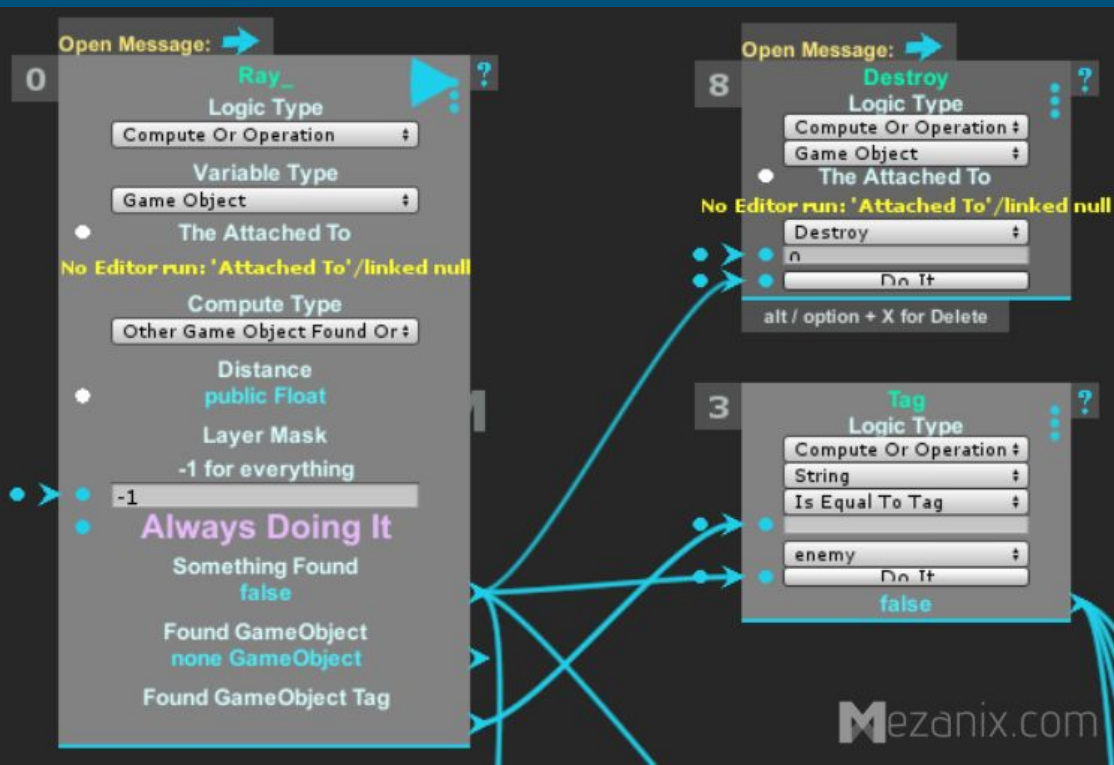 Open Message:
0
Ray_
?
Logic Type
Compute Or Operation
Variable Type
Game Object
The Attached To
No Editor run: 'Attached To'/linked null
Compute Type
Other Game Object Found Or
Distance
public Float
Layer Mask
-1 for everything
-1
Always Doing It
Something Found
false
Found GameObject
none GameObject
Found GameObject Tag
Open Message:
8
Destroy
?
Logic Type
Compute Or Operation
Game Object
The Attached To
No Editor run: 'Attached To'/linked null
Destroy
Do It
alt / option + X for Delete
3
Tag
?
Logic Type
Compute Or Operation
String
Is Equal To Tag
enemy
Do It
false
Mezanix.com